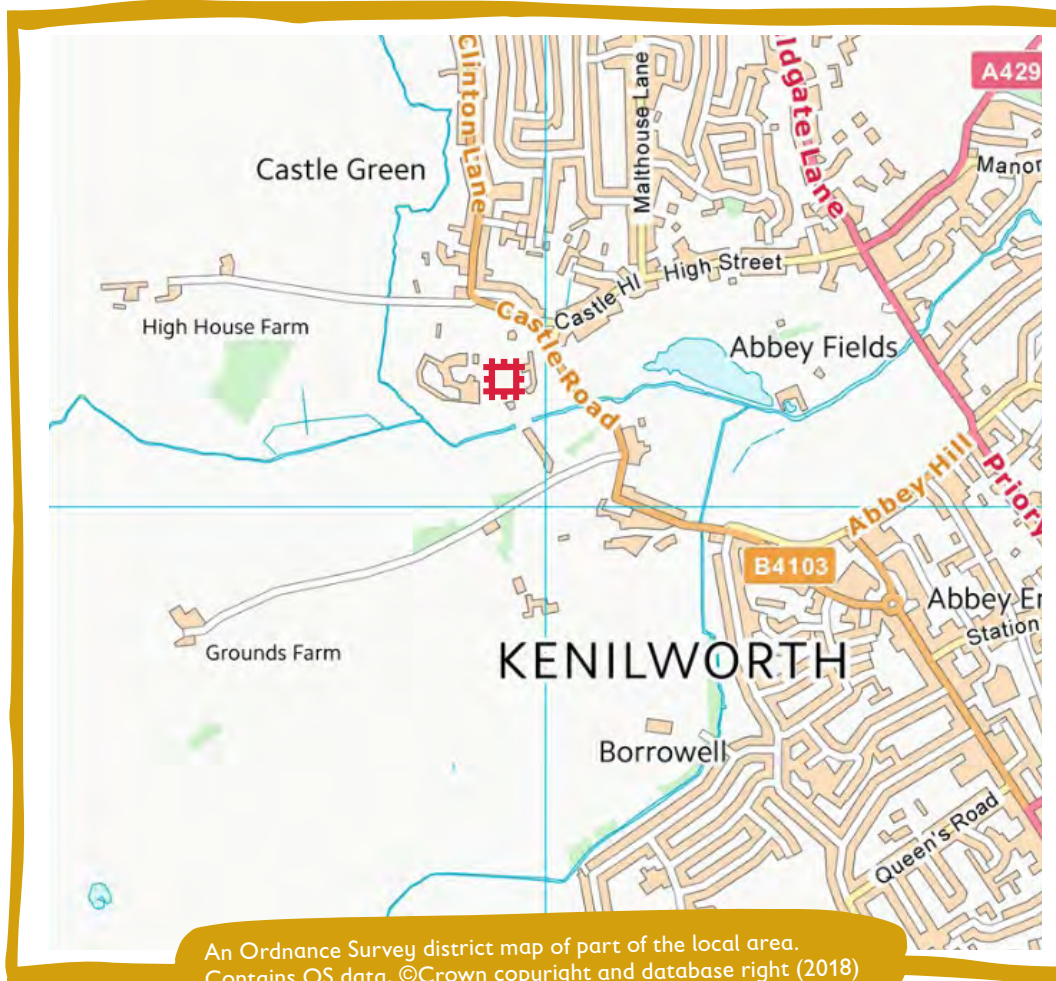 Clinton Lane
Malthouse Lane
ldgate Lane
A429
Castle Green
Manor
High Street
Castle Hl
High House Farm
Castle Road
Abbey Fields
Abbey Hill
Priory
B4103
Abbey En
Station
Grounds Farm
KENILWORTH
Borrowell
Queen's Road
An Ordnance Survey district map of part of the local area.
Contains OS data. ©Crown copyright and database right (2018)